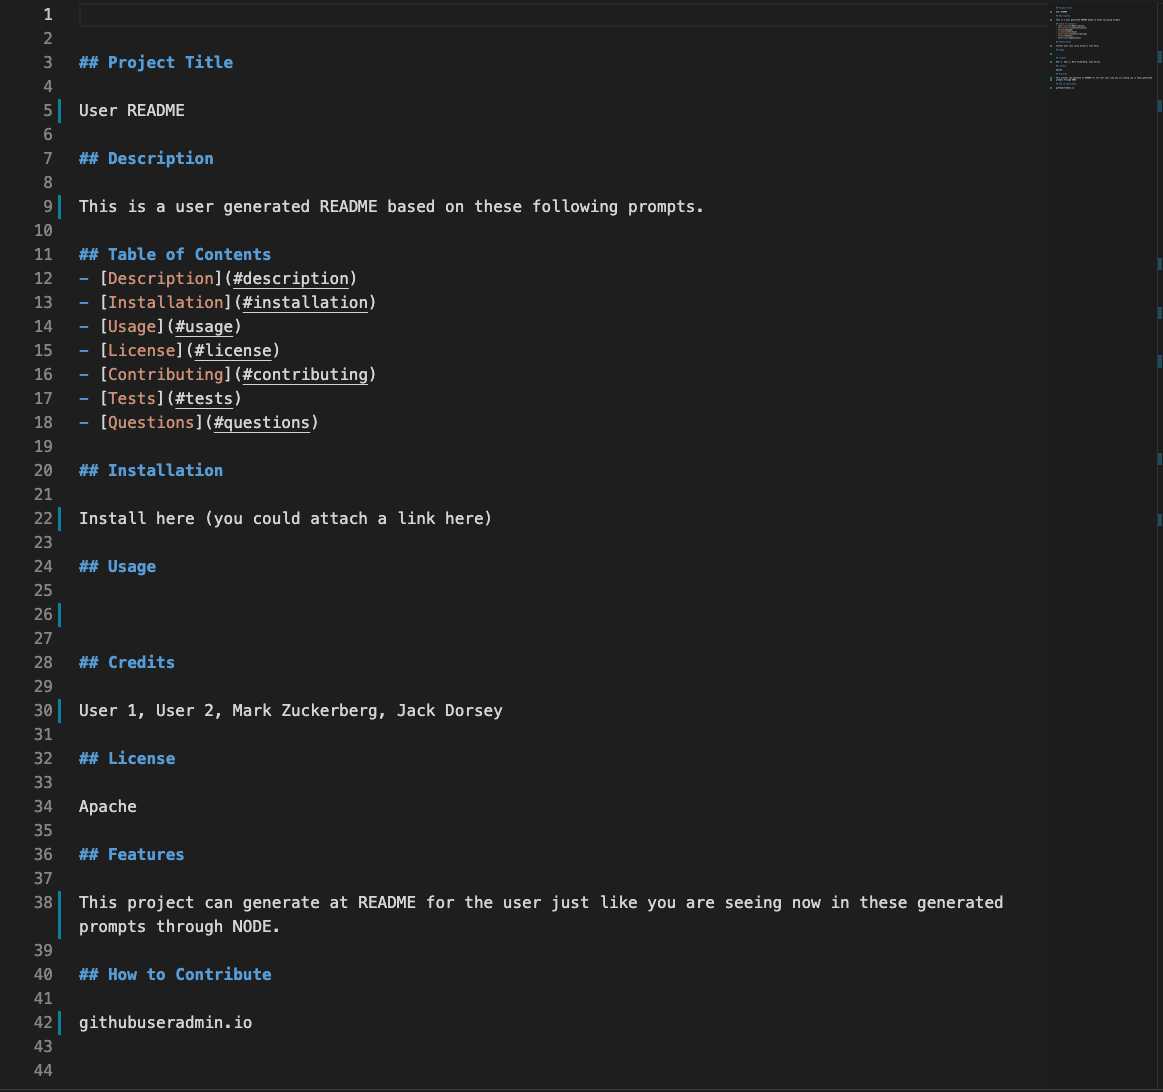 1
2
3 ## Project Title
4
5 User README
6
7 ## Description
8
9 This is a user generated README based on these following prompts.
10
11 ## Table of Contents
12 - [Description](#description)
13 - [Installation](#installation)
14 - [Usage](#usage)
15 - [License](#license)
16 - [Contributing](#contributing)
17 - [Tests](#tests)
18 - [Questions](#questions)
19
20 ## Installation
21
22 Install here (you could attach a link here)
23
24 ## Usage
25
26
27
28 ## Credits
29
30 User 1, User 2, Mark Zuckerberg, Jack Dorsey
31
32 ## License
33
34 Apache
35
36 ## Features
37
38 This project can generate at README for the user just like you are seeing now in these generated
prompts through NODE.
39
40 ## How to Contribute
41
42 githubuseradmin.io
43
44